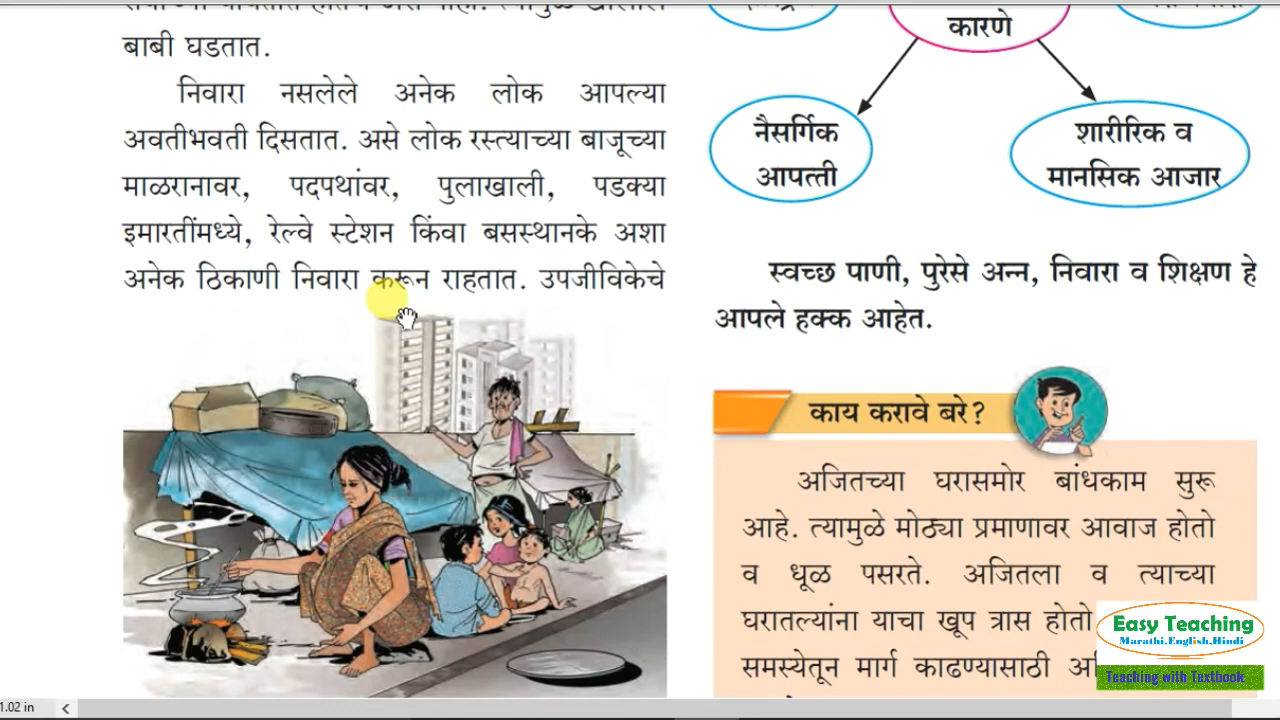 बाबी घडतात.
निवारा नसलेले अनेक लोक आपल्या
अवतीभवती दिसतात. असे लोक रस्त्याच्या बाजूच्या
माळरानावर, पदपथांवर, पुलाखाली, पडक्या
इमारतींमध्ये, रेल्वे स्टेशन किंवा बसस्थानके अशा
अनेक ठिकाणी निवारा करून राहतात. उपजीविकेचे
कारणे
नैसर्गिक
आपत्ती
शारीरिक व
मानसिक आजार
स्वच्छ पाणी, पुरेसे अन्न, निवारा व शिक्षण हे
आपले हक्क आहेत.
काय करावे बरे?
अजितच्या घरासमोर बांधकाम सुरू
आहे. त्यामुळे मोठ्या प्रमाणावर आवाज होतो
व धूळ पसरते. अजितला व त्याच्या
घरातल्यांना याचा खूप त्रास होतो
समस्येतून मार्ग काढण्यासाठी
Easy Teaching
Marathi.English.Hindi
Teaching with Textbook
1.02 in